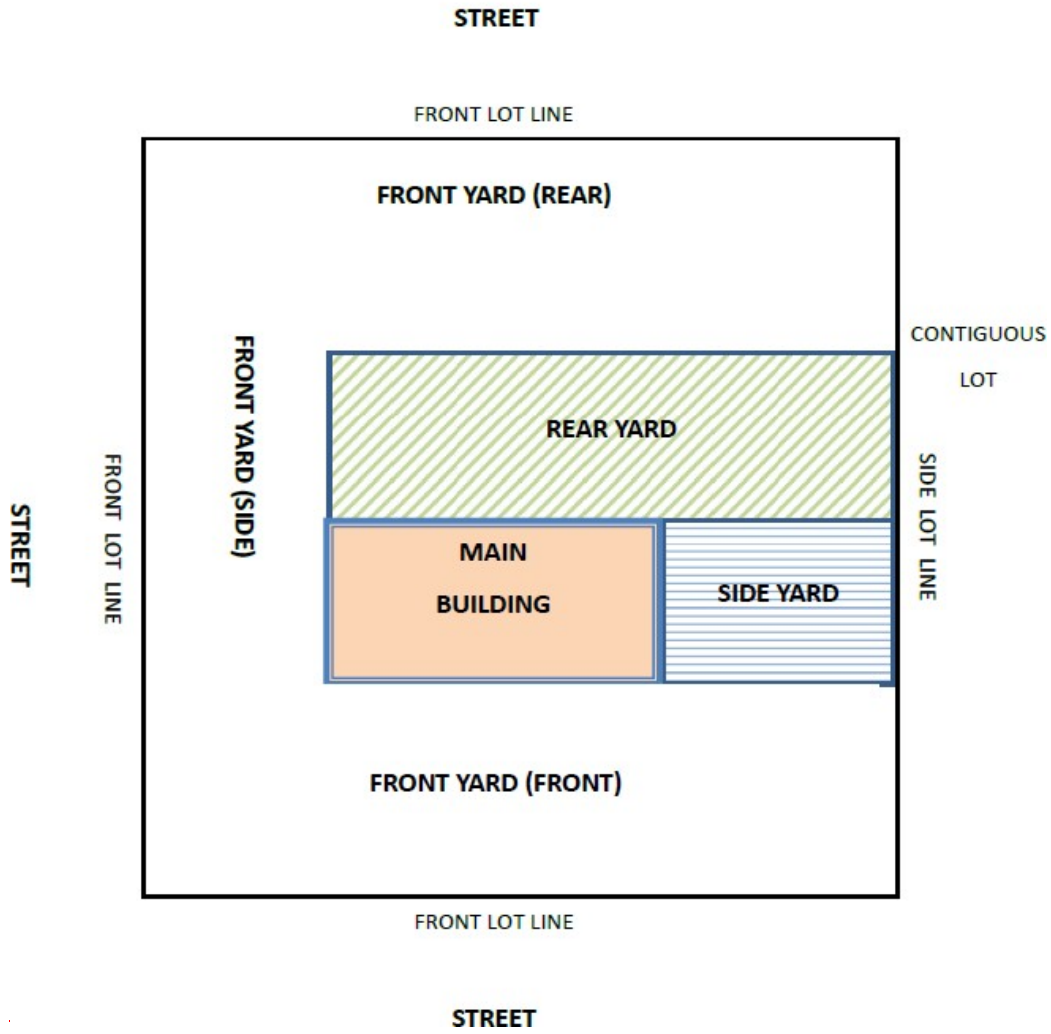 STREET
FRONT LOT LINE
FRONT YARD (REAR)
CONTIGUOUS
LOT
FRONT YARD (SIDE)
REAR YARD
STREET
FRONT LOT LINE
SIDE LOT LINE
MAIN
BUILDING
SIDE YARD
FRONT YARD (FRONT)
FRONT LOT LINE
STREET